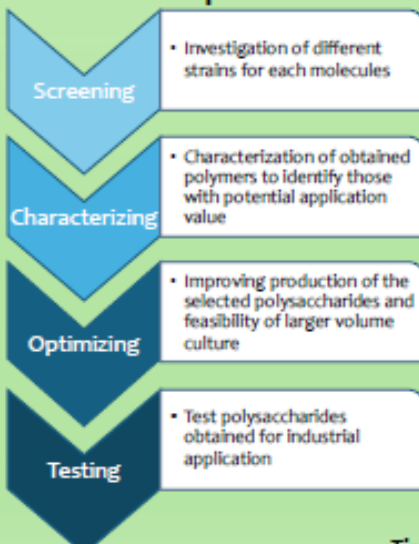 Screening
• Investigation of different
strains for each molecules
Characterizing
• Characterization of obtained
polymers to identify those
with potential application
value
Optimizing
• Improving production of the
selected polysaccharides and
feasibility of larger volume
culture
Testing
• Test polysaccharides
obtained for industrial
application